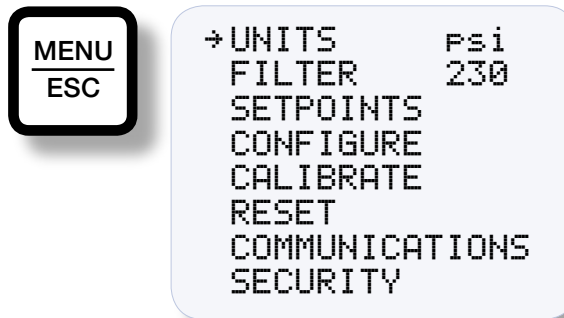 MENU
ESC
→UNITS psi
FILTER 230
SETPOINTS
CONFIGURE
CALIBRATE
RESET
COMMUNICATIONS
SECURITY